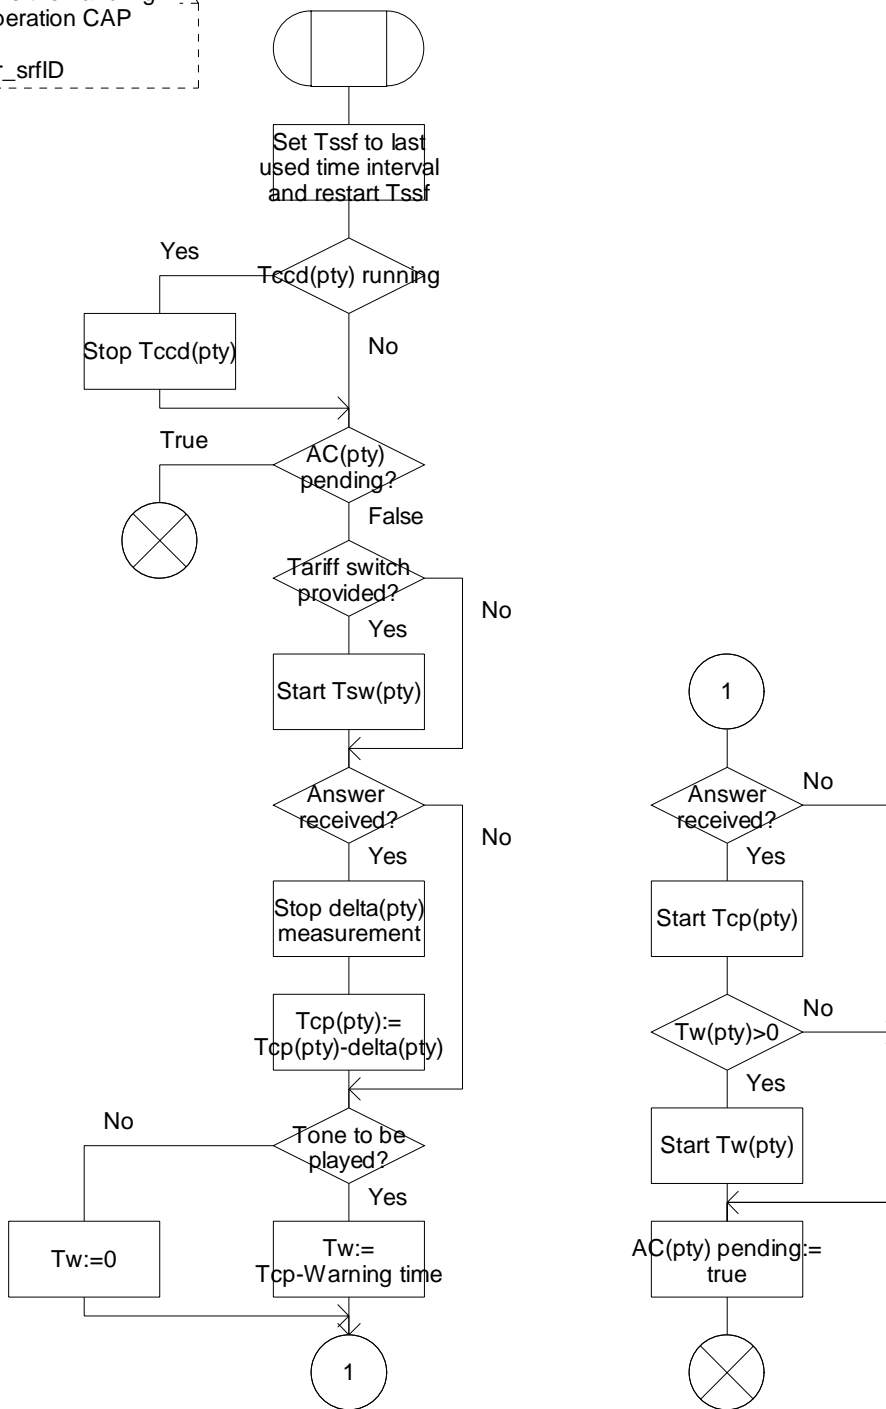 peration CAP
r_srfID
Set Tssf to last
used time interval
and restart Tssf
Yes
Tccd(pty) running
Stop Tccd(pty)
No
True
AC(pty)
pending?
False
Tariff switch
provided?
No
Yes
Start Tsw(pty)
Answer
received?
No
Yes
Stop delta(pty)
measurement
Tcp(pty):=
Tcp(pty)-delta(pty)
No
Tone to be
played?
Yes
Tw:=0
Tw:=
Tcp-Warning time
1
1
No
Answer
received?
Yes
Start Tcp(pty)
No
Tw(pty)>0
Yes
Start Tw(pty)
AC(pty) pending:=
true